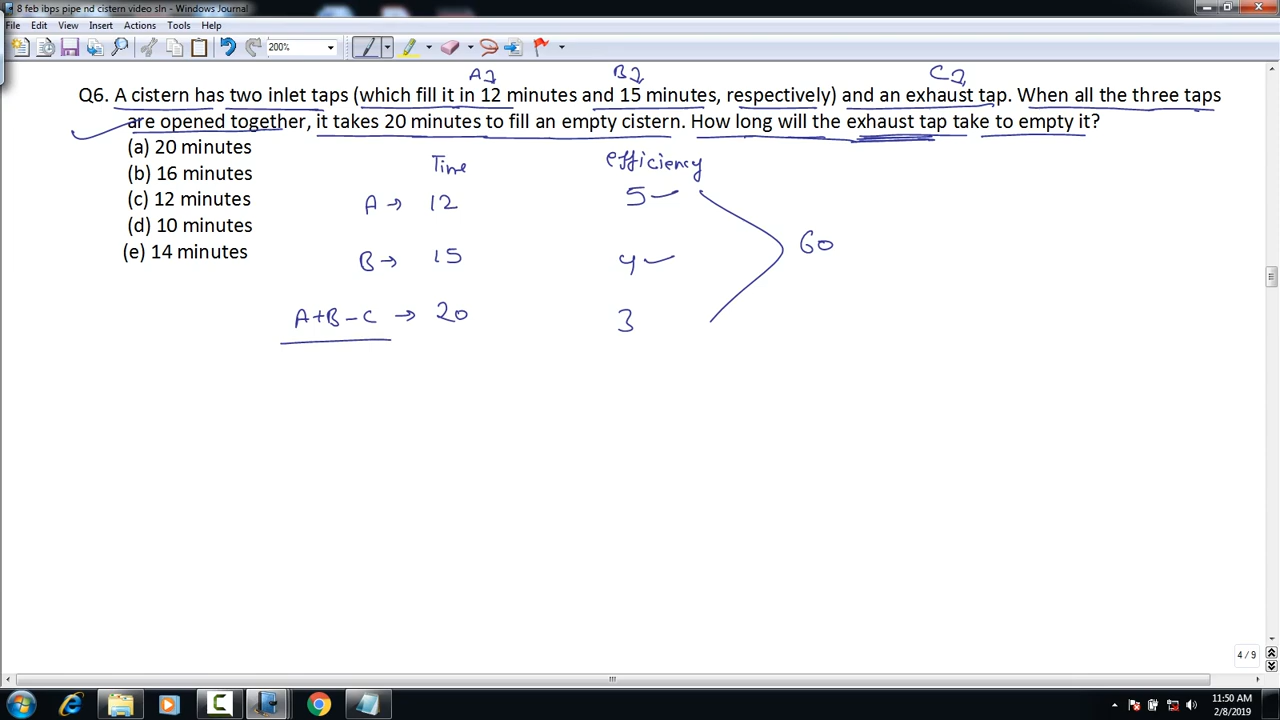 8 feb ibps pipe nd cistern video sln - Windows Journal
File Edit View Insert Actions Tools Help
200%
A B C
Q6. A cistern has two inlet taps (which fill it in 12 minutes and 15 minutes, respectively) and an exhaust tap. When all the three taps
are opened together, it takes 20 minutes to fill an empty cistern. How long will the exhaust tap take to empty it?
(a) 20 minutes
(b) 16 minutes
(c) 12 minutes
(d) 10 minutes
(e) 14 minutes
Time efficiency
A → 12 5
60
B → 15 4
A+B-C → 20 3
4 / 9
11:50 AM
2/8/2019